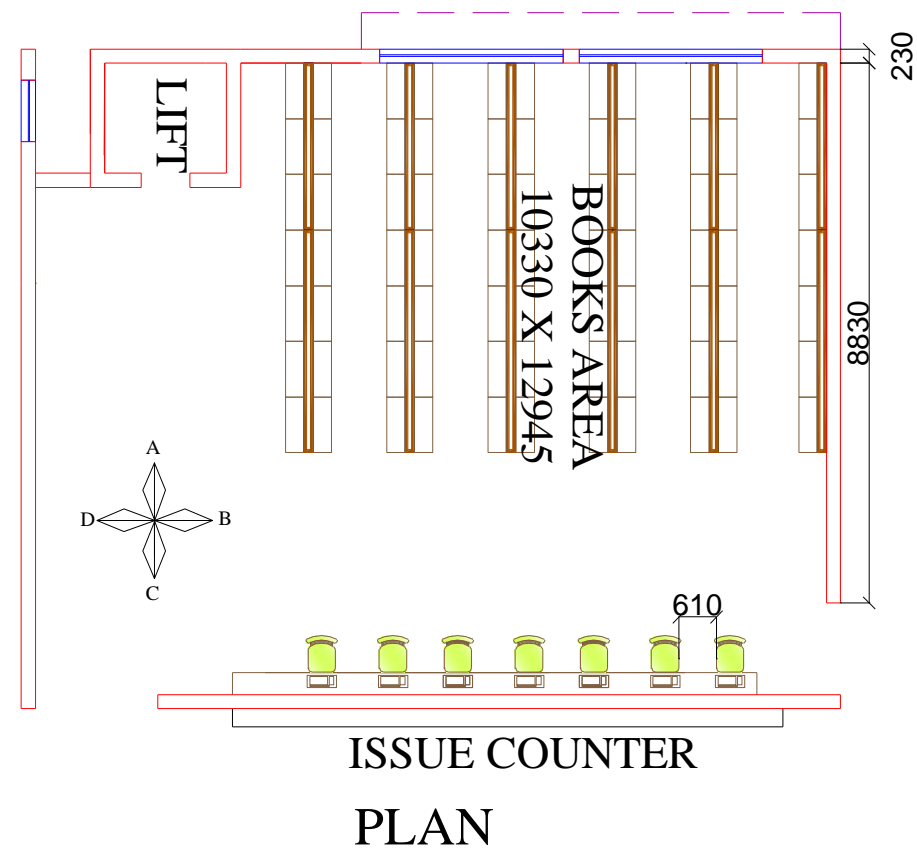 230
LIFT
BOOKS AREA
10330 X 12945
8830
A
D
B
C
610
ISSUE COUNTER
PLAN